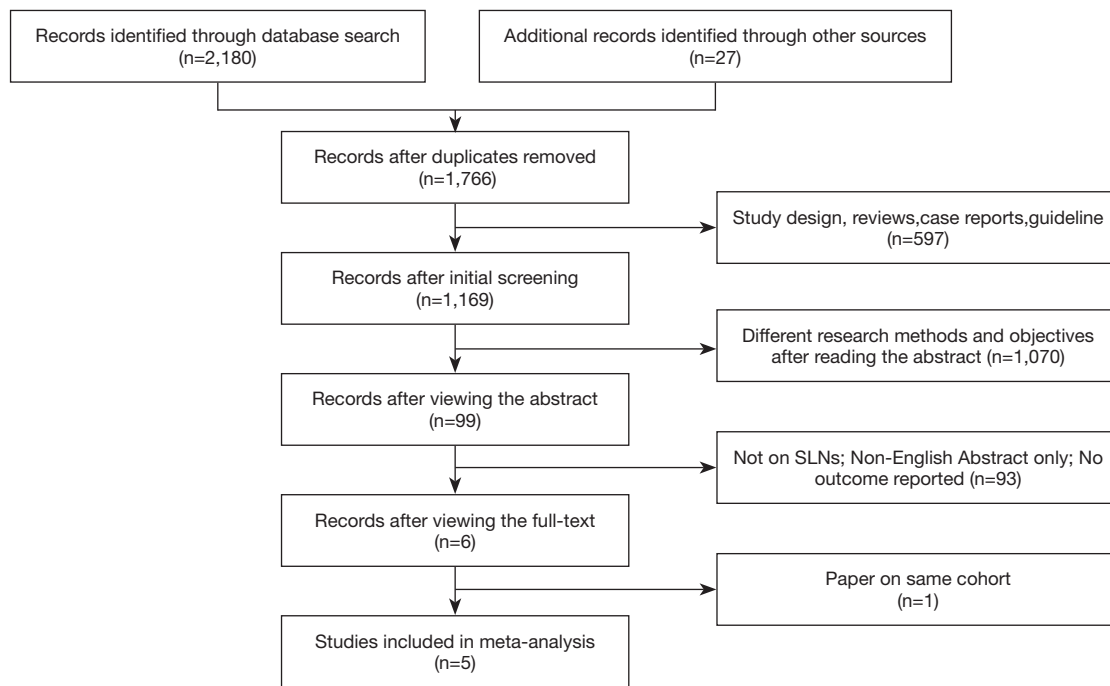 Records identified through database search
(n=2,180)
Additional records identified through other sources
(n=27)
Records after duplicates removed
(n=1,766)
Study design, reviews,case reports,guideline
(n=597)
Records after initial screening
(n=1,169)
Different research methods and objectives
after reading the abstract (n=1,070)
Records after viewing the abstract
(n=99)
Not on SLNs; Non-English Abstract only; No
outcome reported (n=93)
Records after viewing the full-text
(n=6)
Paper on same cohort
(n=1)
Studies included in meta-analysis
(n=5)